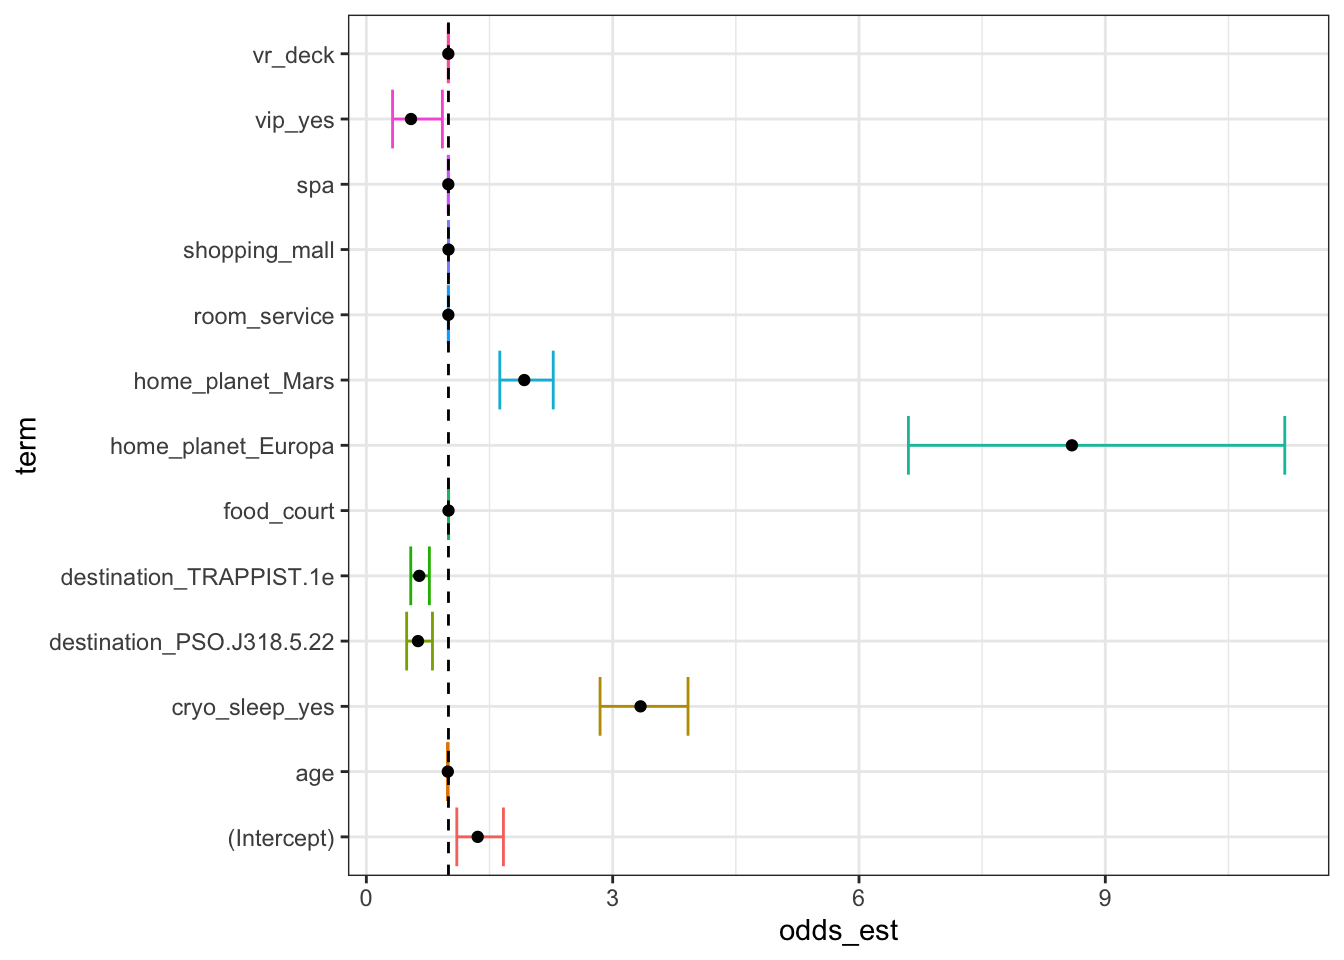 vr_deck
vip_yes
spa
shopping_mall
room_service
home_planet_Mars
home_planet_Europa
food_court
destination_TRAPPIST.1e
destination_PSO.J318.5.22
cryo_sleep_yes
age
(Intercept)
term
0 3 6 9
odds_est